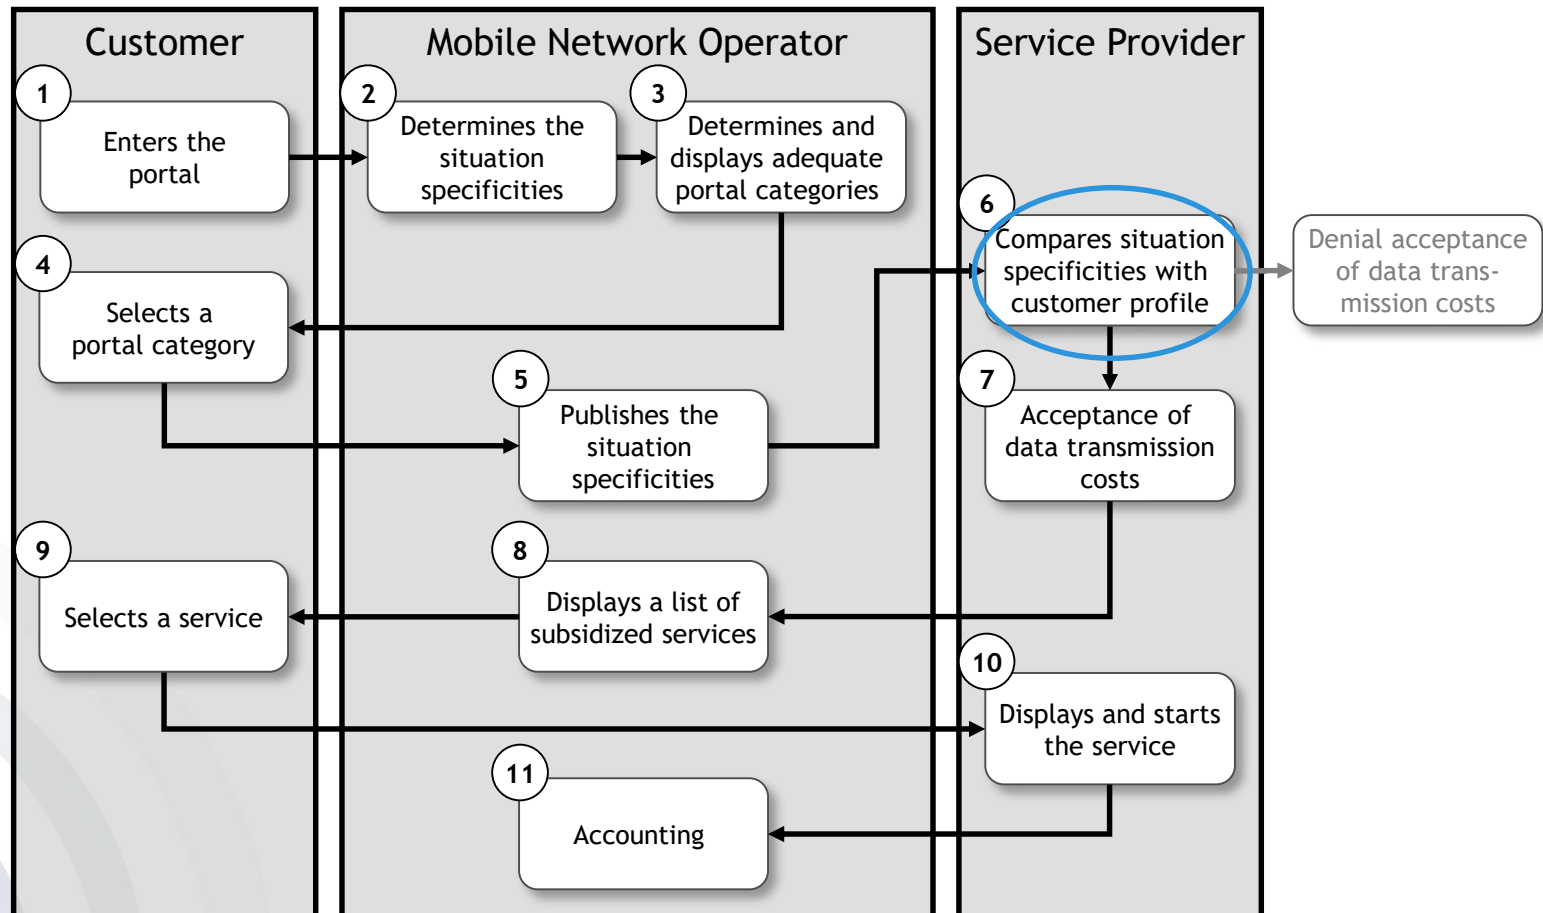 Customer
Mobile Network Operator
Service Provider
1
Enters the
portal
2
Determines the
situation
specificities
3
Determines and
displays adequate
portal categories
4
Selects a
portal category
5
Publishes the
situation
specificities
6
Compares situation
specificities with
customer profile
Denial acceptance
of data trans-
mission costs
7
Acceptance of
data transmission
costs
8
Displays a list of
subsidized services
9
Selects a service
10
Displays and starts
the service
11
Accounting